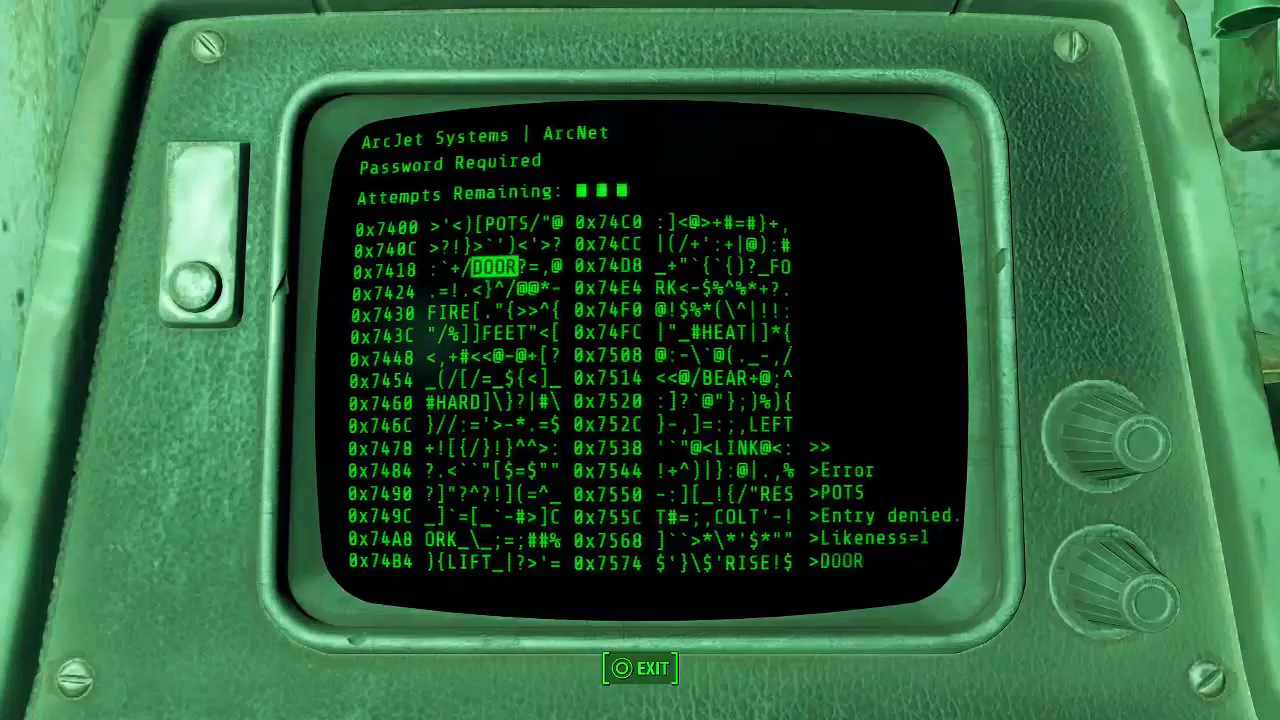 ArcJet Systems | ArcNet
Password Required
Attempts Remaining: ■ ■ ■
0x7400 >'<)[POTS/"@ 0x74C0 :]<@>+#=#}+,
0x740C >?!}>`')<'>? 0x74CC |(/+':+|@):#
0x7418 :`+/DOOR?=,@ 0x74D8 _+"`{`{)?_FO
0x7424 .=!.<}^/@@*- 0x74E4 RK<-$%^%*+?.
0x7430 FIRE[."{>>^{ 0x74F0 @!$%*(\^|!!:
0x743C "/%]]FEET"<[ 0x74FC |"_#HEAT|]*{
0x7448 <,+#<<@-@+[? 0x7508 @:-\`@(._-,/
0x7454 _(/[/=_${<]_ 0x7514 <<@/BEAR+@;^
0x7460 #HARD]\}?|#\ 0x7520 :]?`@"};)%){
0x746C }//:='>-*.=$ 0x752C }-,]=:;,LEFT
0x7478 +![{/}!}^^>: 0x7538 '`"@<LINK@<: >>
0x7484 ?.<``"[$=$"" 0x7544 !+^)|}:@|.,% >Error
0x7490 ?]"?^?!](=^_ 0x7550 -:][_!{/"RES >POTS
0x749C _]`=[_`-#>]C 0x755C T#=;,COLT'-! >Entry denied.
0x74A8 ORK_\_;=;##% 0x7568 ]``>*\*'$*"" >Likeness=1
0x74B4 ){LIFT_|?>'= 0x7574 $'}\$'RISE!$ >DOOR
EXIT